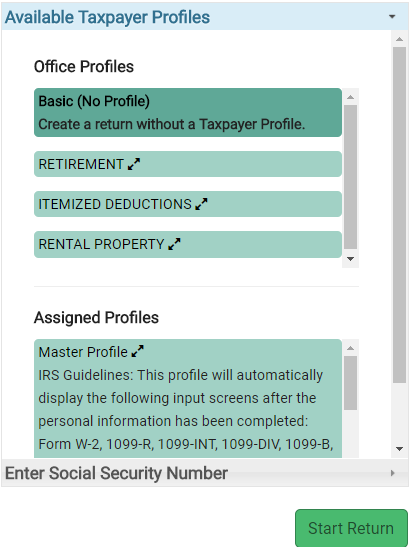 Available Taxpayer Profiles
Office Profiles
Basic (No Profile)
Create a return without a Taxpayer Profile.
RETIREMENT
ITEMIZED DEDUCTIONS
RENTAL PROPERTY
Assigned Profiles
Master Profile
IRS Guidelines: This profile will automatically
display the following input screens after the
personal information has been completed:
Form W-2, 1099-R, 1099-INT, 1099-DIV, 1099-B,
Enter Social Security Number
Start Return